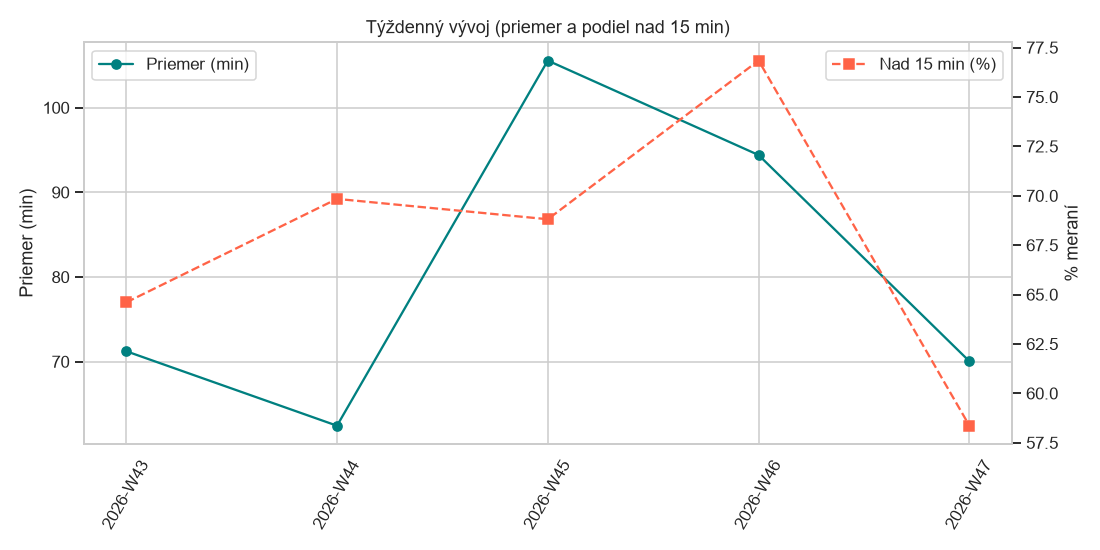 Týždenný vývoj (priemer a podiel nad 15 min)
Priemer (min)
Nad 15 min (%)
Priemer (min)
100
90
80
70
% meraní
77.5
75.0
72.5
70.0
67.5
65.0
62.5
60.0
57.5
2026-W43
2026-W44
2026-W45
2026-W46
2026-W47